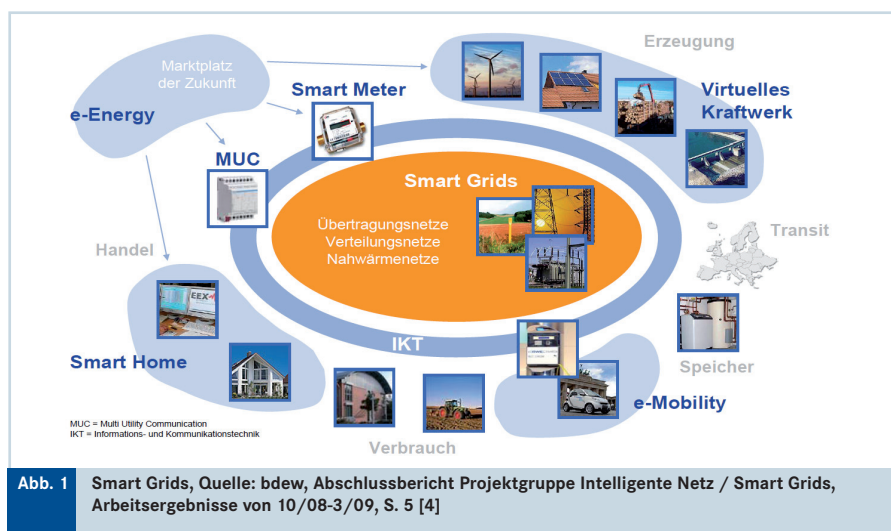 Erzeugung
Marktplatz
der Zukunft
e-Energy
Smart Meter
Virtuelles
Kraftwerk
MUC
Smart Grids
Übertragungsnetze
Verteilungsnetze
Nahwärmenetze
Transit
Handel
EEX
IKT
Smart Home
Speicher
e-Mobility
Verbrauch
MUC = Multi Utility Communication
IKT = Informations- und Kommunikationstechnik
Abb. 1 Smart Grids, Quelle: bdew, Abschlussbericht Projektgruppe Intelligente Netz / Smart Grids,
Arbeitsergebnisse von 10/08-3/09, S. 5 [4]